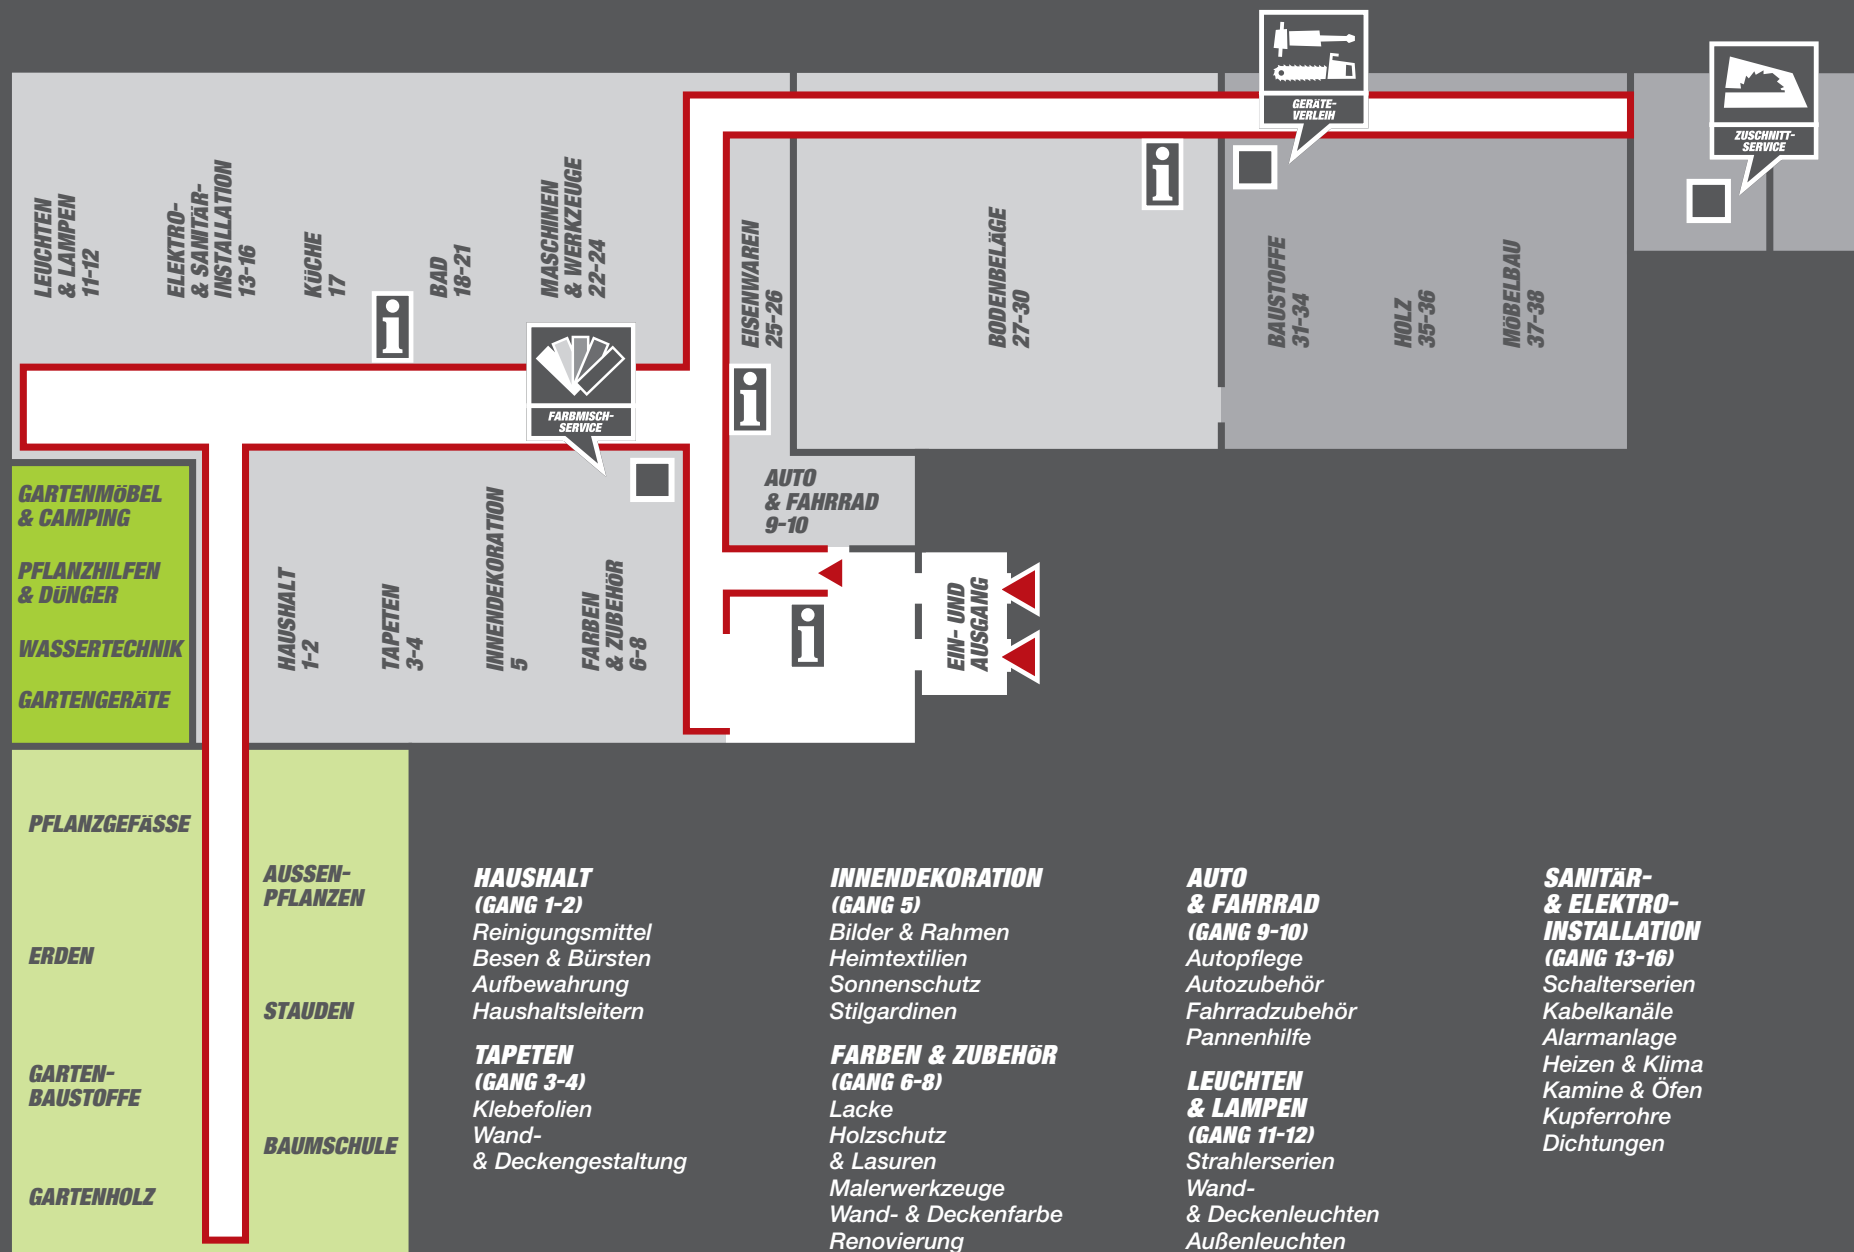 GERÄTE-
VERLEIH
ZUSCHNITT-
SERVICE
LEUCHTEN
& LAMPEN
11-12
ELEKTRO-
& SANITÄR-
INSTALLATION
13-16
KÜCHE
17
BAD
18-21
MASCHINEN
& WERKZEUGE
22-24
EISENWAREN
25-26
BODENBELÄGE
27-30
BAUSTOFFE
31-34
HOLZ
35-36
MÖBELBAU
37-38
i
i
i
FARBMISCH-
SERVICE
AUTO
& FAHRRAD
9-10
GARTENMÖBEL
& CAMPING
PFLANZHILFEN
& DÜNGER
WASSERTECHNIK
GARTENGERÄTE
HAUSHALT
1-2
TAPETEN
3-4
INNENDEKORATION
5
FARBEN
& ZUBEHÖR
6-8
i
EIN- UND
AUSGANG
PFLANZGEFÄSSE
ERDEN
GARTEN-
BAUSTOFFE
GARTENHOLZ
AUSSEN-
PFLANZEN
STAUDEN
BAUMSCHULE
HAUSHALT
(GANG 1-2)
Reinigungsmittel
Besen & Bürsten
Aufbewahrung
Haushaltsleitern
TAPETEN
(GANG 3-4)
Klebefolien
Wand-
& Deckengestaltung
INNENDEKORATION
(GANG 5)
Bilder & Rahmen
Heimtextilien
Sonnenschutz
Stilgardinen
FARBEN & ZUBEHÖR
(GANG 6-8)
Lacke
Holzschutz
& Lasuren
Malerwerkzeuge
Wand- & Deckenfarbe
Renovierung
AUTO
& FAHRRAD
(GANG 9-10)
Autopflege
Autozubehör
Fahrradzubehör
Pannenhilfe
LEUCHTEN
& LAMPEN
(GANG 11-12)
Strahlerserien
Wand-
& Deckenleuchten
Außenleuchten
SANITÄR-
& ELEKTRO-
INSTALLATION
(GANG 13-16)
Schalterserien
Kabelkanäle
Alarmanlage
Heizen & Klima
Kamine & Öfen
Kupferrohre
Dichtungen